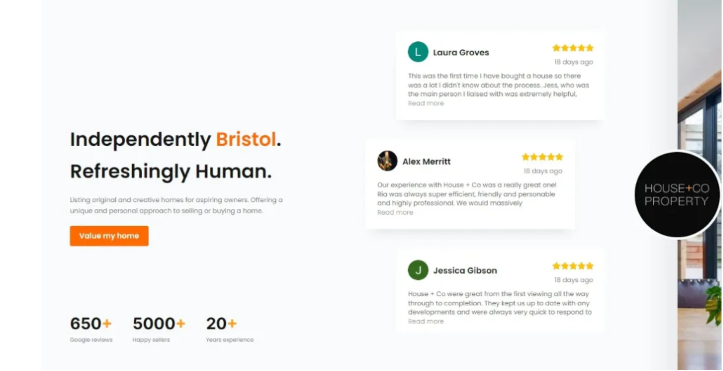 Independently Bristol.
Refreshingly Human.
Listing original and creative homes for aspiring owners. Offering a
unique and personal approach to selling or buying a home.
Value my home
650+
Google reviews
5000+
Happy sellers
20+
Years experience
L
Laura Groves
18 days ago
This was the first time I have bought a house so there
was a lot I didn't know about the process. Jess, who was
the main person I liaised with was extremely helpful,
Read more
Alex Merritt
18 days ago
Our experience with House + Co was a really great one!
Ria was always super efficient, friendly and personable
and highly professional. We would massively
Read more
J
Jessica Gibson
18 days ago
House + Co were great from the first viewing all the way
through to completion. They kept us up to date with any
developments and were always very quick to respond to
Read more
HOUSE+CO
PROPERTY